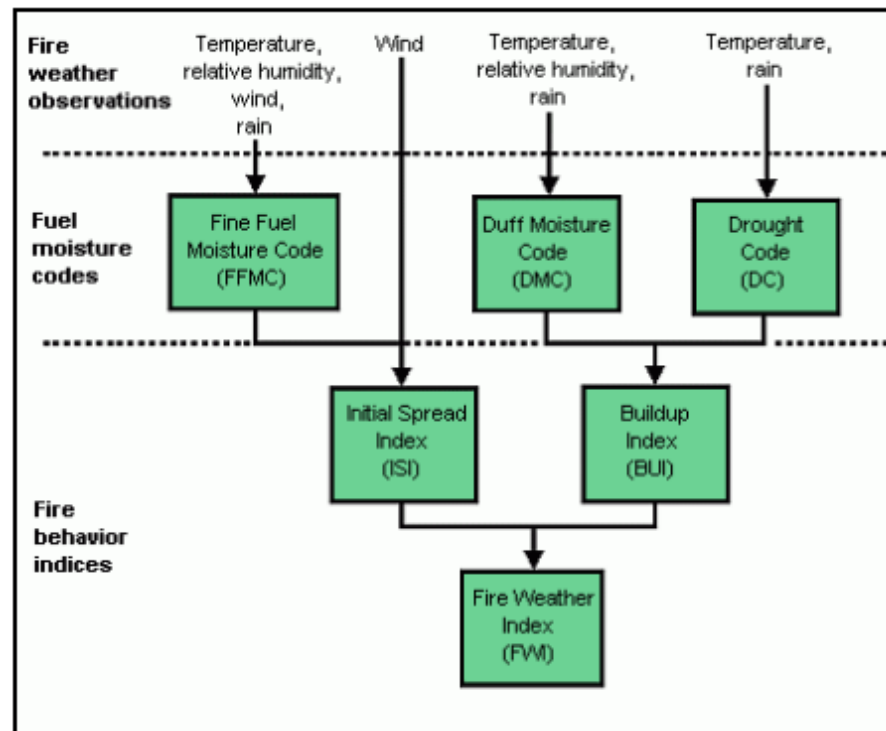 Fire
weather
observations
Temperature,
relative humidity,
wind,
rain
Wind
Temperature,
relative humidity,
rain
Temperature,
rain
Fuel
moisture
codes
Fine Fuel
Moisture Code
(FFMC)
Duff Moisture
Code
(DMC)
Drought
Code
(DC)
Fire
behavior
indices
Initial Spread
Index
(ISI)
Buildup
Index
(BUI)
Fire Weather
Index
(FWI)